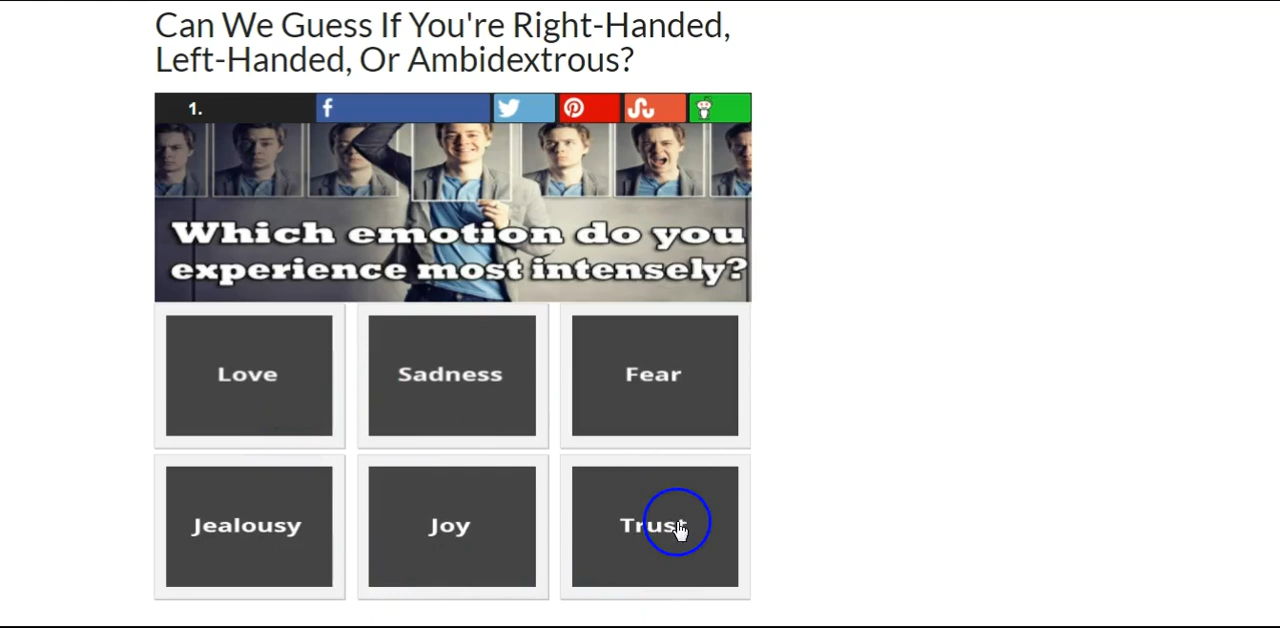 Can We Guess If You're Right-Handed,
Left-Handed, Or Ambidextrous?
1.
Which emotion do you
experience most intensely?
Love
Sadness
Fear
Jealousy
Joy
Trust